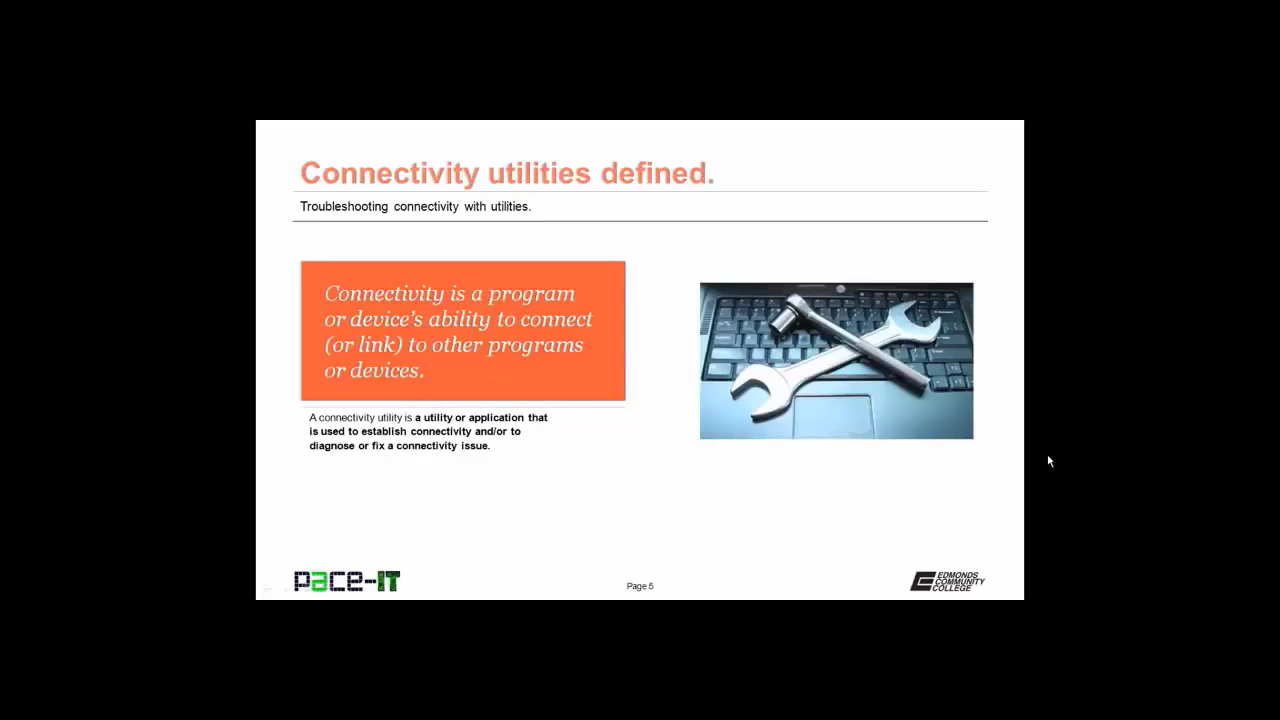 Connectivity utilities defined.
Troubleshooting connectivity with utilities.
Connectivity is a program
or device's ability to connect
(or link) to other programs
or devices.
A connectivity utility is a utility or application that
is used to establish connectivity and/or to
diagnose or fix a connectivity issue.
pace-IT
Page 5
EDMONDS
COMMUNITY
COLLEGE